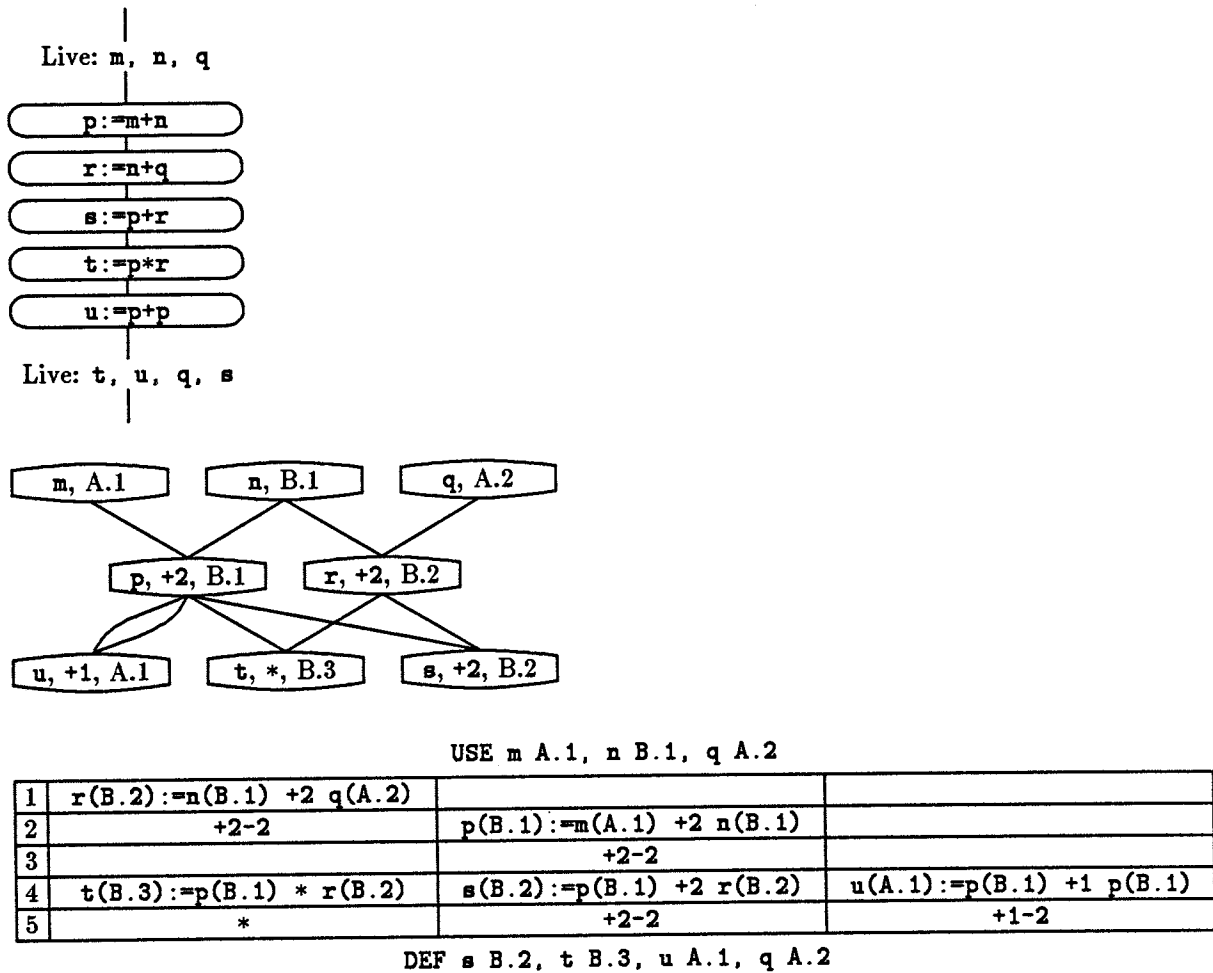 Live: m, n, q
p:=m+n
r:=n+q
s:=p+r
t:=p*r
u:=p+p
Live: t, u, q, s
m, A.1 n, B.1 q, A.2
p, +2, B.1 r, +2, B.2
u, +1, A.1 t, *, B.3 s, +2, B.2
USE m A.1, n B.1, q A.2
1 r(B.2):=n(B.1) +2 q(A.2)
2 +2-2 p(B.1):=m(A.1) +2 n(B.1)
3 +2-2
4 t(B.3):=p(B.1) * r(B.2) s(B.2):=p(B.1) +2 r(B.2) u(A.1):=p(B.1) +1 p(B.1)
5 * +2-2 +1-2
DEF s B.2, t B.3, u A.1, q A.2